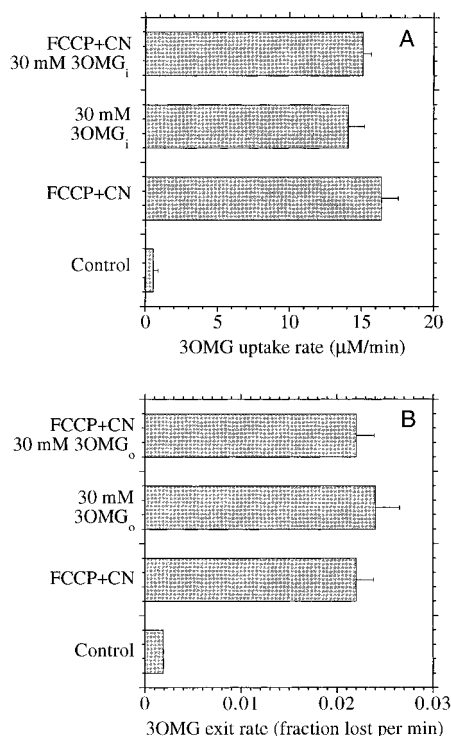 A
FCCP+CN
30 mM 3OMGi
30 mM
3OMGi
FCCP+CN
Control
0 5 10 15 20
3OMG uptake rate (μM/min)
B
FCCP+CN
30 mM 3OMGo
30 mM
3OMGo
FCCP+CN
Control
0 0.01 0.02 0.03
3OMG exit rate (fraction lost per min)